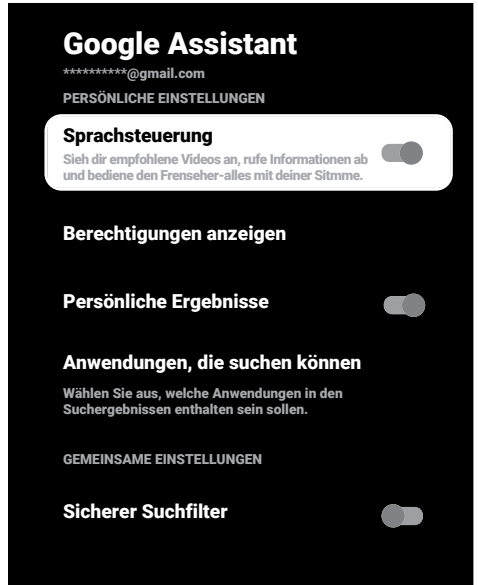 Google Assistant
**********@gmail.com
PERSÖNLICHE EINSTELLUNGEN
Sprachsteuerung
Sieh dir empfohlene Videos an, rufe Informationen ab
und bediene den Frenseher-alles mit deiner Sitmme.
Berechtigungen anzeigen
Persönliche Ergebnisse
Anwendungen, die suchen können
Wählen Sie aus, welche Anwendungen in den
Suchergebnissen enthalten sein sollen.
GEMEINSAME EINSTELLUNGEN
Sicherer Suchfilter